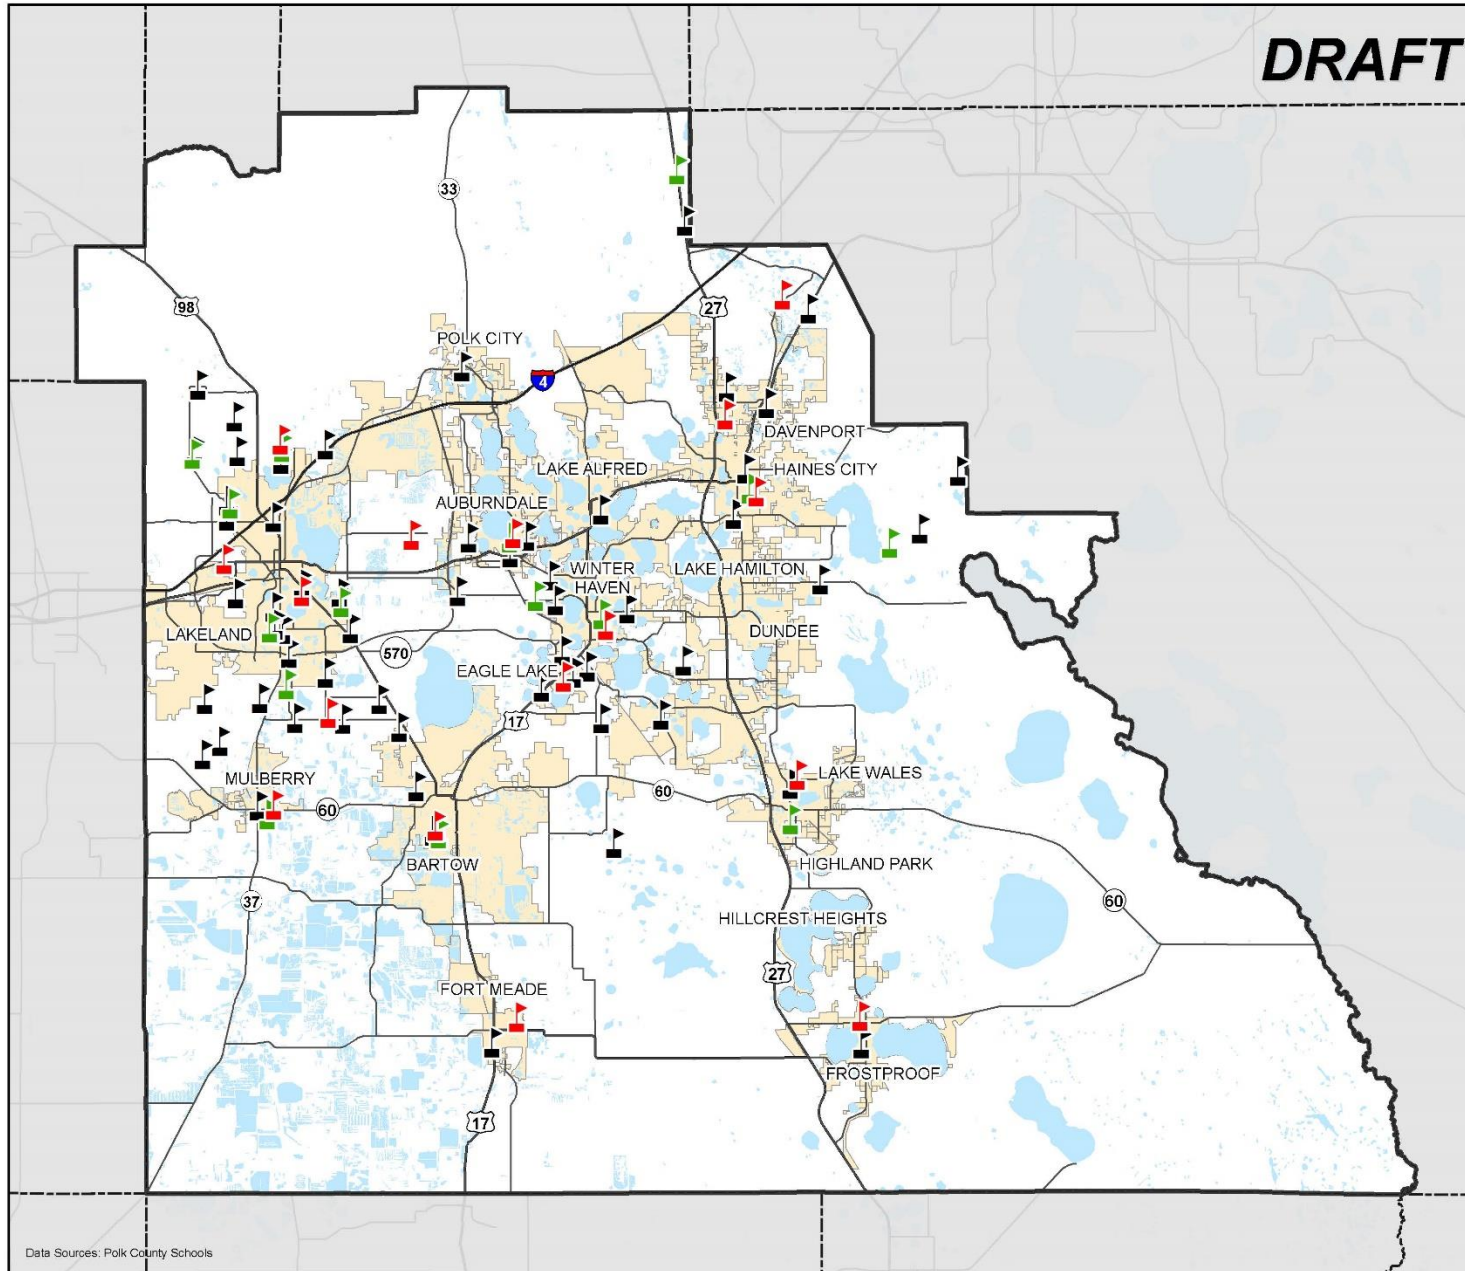 DRAFT
33
98
27
POLK CITY
4
DAVENPORT
LAKE ALFRED
HAINES CITY
AUBURNDALE
WINTER
HAVEN
LAKE HAMILTON
LAKELAND
DUNDEE
570
EAGLE LAKE
17
LAKE WALES
MULBERRY
60
60
BARTOW
HIGHLAND PARK
37
60
HILLCREST HEIGHTS
27
FORT MEADE
FROSTPROOF
17
Data Sources: Polk County Schools